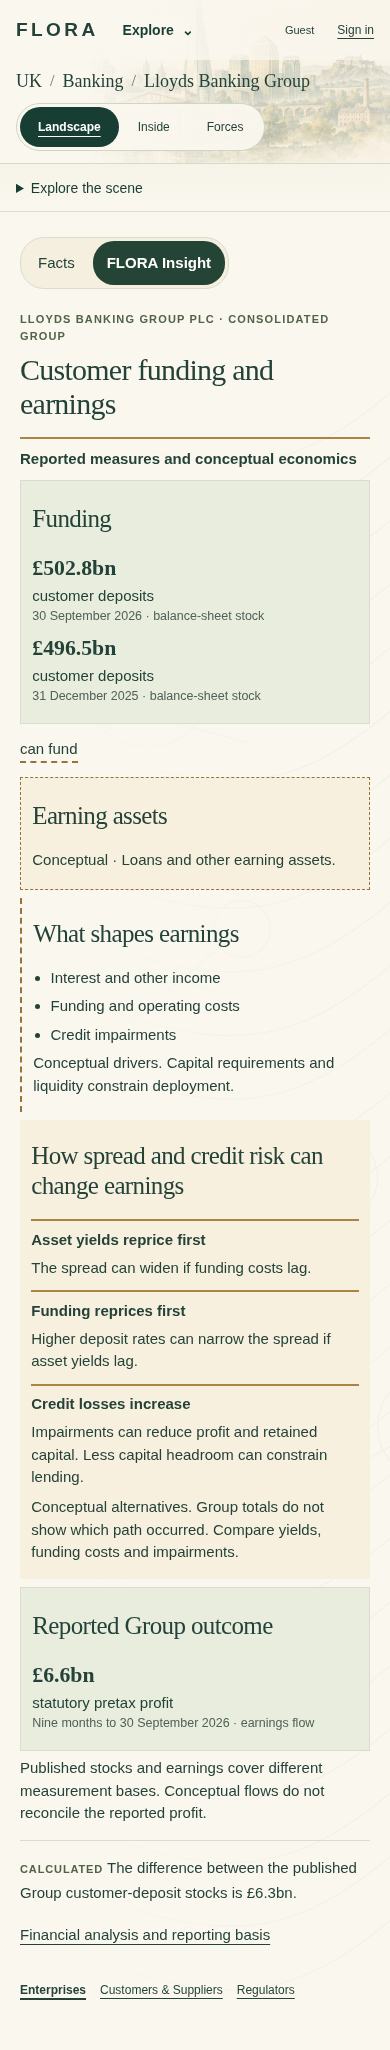 FLORA Explore Guest Sign in
UK / Banking / Lloyds Banking Group
Landscape Inside Forces
Explore the scene
Facts FLORA Insight
LLOYDS BANKING GROUP PLC · CONSOLIDATED
GROUP
Customer funding and
earnings
Reported measures and conceptual economics
Funding
£502.8bn
customer deposits
30 September 2026 · balance-sheet stock
£496.5bn
customer deposits
31 December 2025 · balance-sheet stock
can fund
Earning assets
Conceptual · Loans and other earning assets.
What shapes earnings
• Interest and other income
• Funding and operating costs
• Credit impairments
Conceptual drivers. Capital requirements and
liquidity constrain deployment.
How spread and credit risk can
change earnings
Asset yields reprice first
The spread can widen if funding costs lag.
Funding reprices first
Higher deposit rates can narrow the spread if
asset yields lag.
Credit losses increase
Impairments can reduce profit and retained
capital. Less capital headroom can constrain
lending.
Conceptual alternatives. Group totals do not
show which path occurred. Compare yields,
funding costs and impairments.
Reported Group outcome
£6.6bn
statutory pretax profit
Nine months to 30 September 2026 · earnings flow
Published stocks and earnings cover different
measurement bases. Conceptual flows do not
reconcile the reported profit.
CALCULATED The difference between the published
Group customer-deposit stocks is £6.3bn.
Financial analysis and reporting basis
Enterprises Customers & Suppliers Regulators